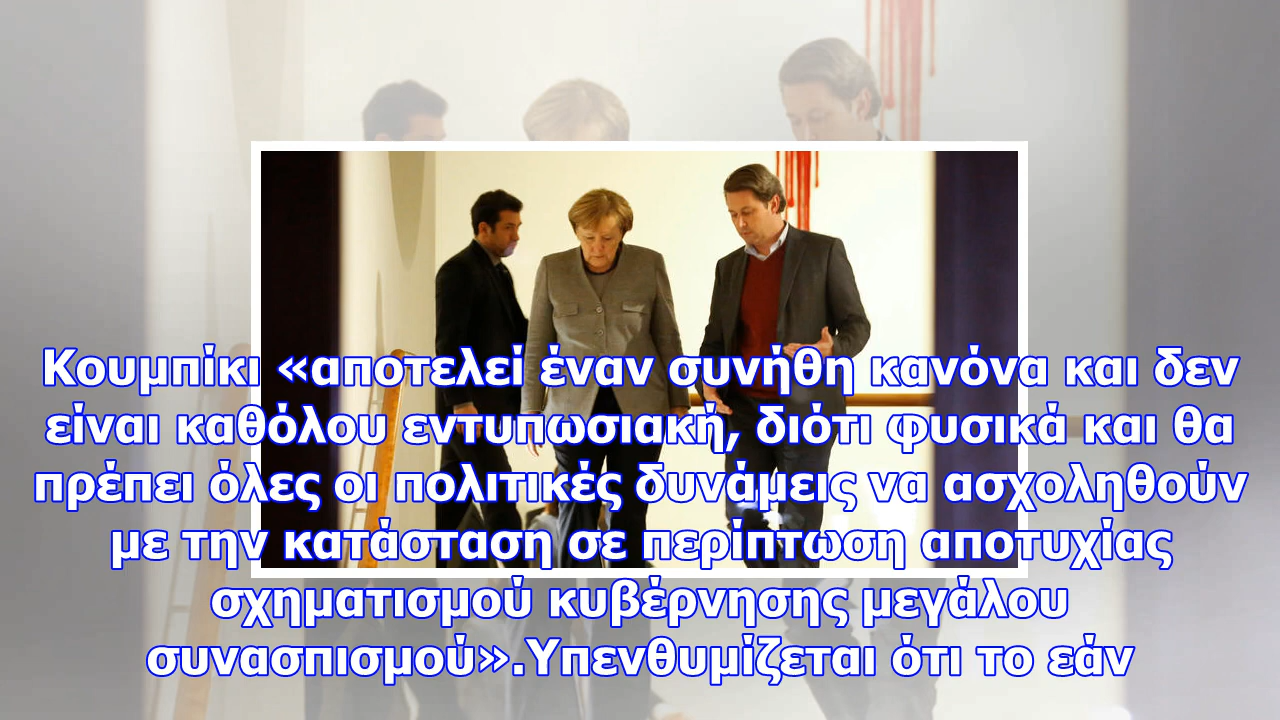 Κουμπίκι «αποτελεί έναν συνήθη κανόνα και δεν
είναι καθόλου εντυπωσιακή, διότι φυσικά και θα
πρέπει όλες οι πολιτικές δυνάμεις να ασχοληθούν
με την κατάσταση σε περίπτωση αποτυχίας
σχηματισμού κυβέρνησης μεγάλου
συνασπισμού».Υπενθυμίζεται ότι το εάν